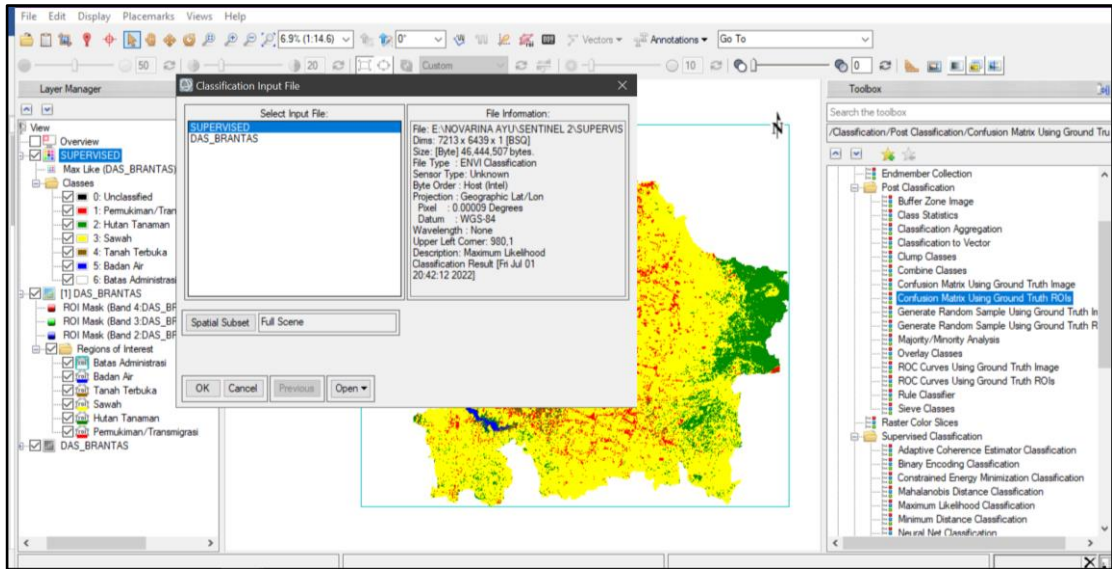 File Edit Display Placemarks Views Help
6.9% (1:14.6) 0° Vectors Annotations Go To
50 20 Custom 10 0
Layer Manager
View
Overview
SUPERVISED
Max Like (DAS_BRANTAS)
Classes
0: Unclassified
1: Permukiman/Tran
2: Hutan Tanaman
3: Sawah
4: Tanah Terbuka
5: Badan Air
6: Batas Administras
[1] DAS_BRANTAS
ROI Mask (Band 4:DAS_BR
ROI Mask (Band 3:DAS_BF
ROI Mask (Band 2:DAS_BF
Regions of Interest
Batas Administrasi
Badan Air
Tanah Terbuka
Sawah
Hutan Tanaman
Permukiman/Transmigrasi
DAS_BRANTAS
Classification Input File
Select Input File:
SUPERVISED
DAS_BRANTAS
File Information:
File: E:\NOVARINA AYU\SENTINEL 2\SUPERVIS
Dims: 7213 x 6439 x 1 [BSQ]
Size: [Byte] 46,444,507 bytes.
File Type : ENVI Classification
Sensor Type: Unknown
Byte Order : Host (Intel)
Projection : Geographic Lat/Lon
Pixel : 0.00009 Degrees
Datum : WGS-84
Wavelength : None
Upper Left Corner: 980,1
Description: Maximum Likelihood
Classification Result [Fri Jul 01
20:42:12 2022]
Spatial Subset Full Scene
OK Cancel Previous Open
N
Toolbox
Search the toolbox
/Classification/Post Classification/Confusion Matrix Using Ground Tru
Endmember Collection
Post Classification
Buffer Zone Image
Class Statistics
Classification Aggregation
Classification to Vector
Clump Classes
Combine Classes
Confusion Matrix Using Ground Truth Image
Confusion Matrix Using Ground Truth ROIs
Generate Random Sample Using Ground Truth In
Generate Random Sample Using Ground Truth R
Majority/Minority Analysis
Overlay Classes
ROC Curves Using Ground Truth Image
ROC Curves Using Ground Truth ROIs
Rule Classifier
Sieve Classes
Raster Color Slices
Supervised Classification
Adaptive Coherence Estimator Classification
Binary Encoding Classification
Constrained Energy Minimization Classification
Mahalanobis Distance Classification
Maximum Likelihood Classification
Minimum Distance Classification
Neural Net Classification